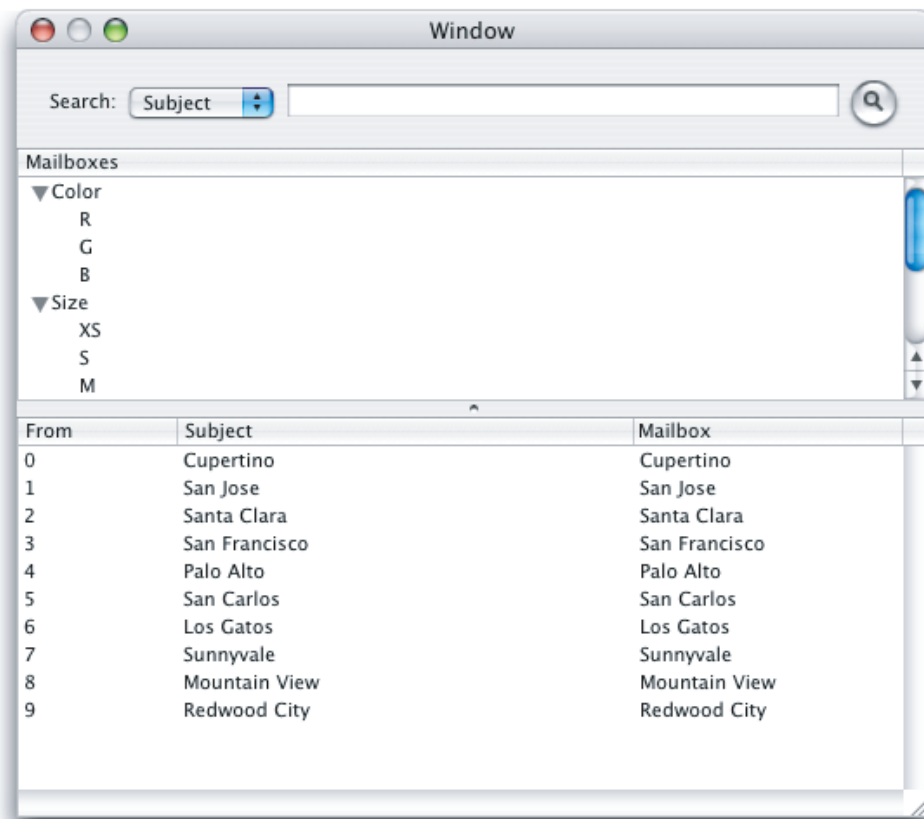 Window
Search: Subject
Mailboxes
Color
R
G
B
Size
XS
S
M
From Subject Mailbox
0 Cupertino Cupertino
1 San Jose San Jose
2 Santa Clara Santa Clara
3 San Francisco San Francisco
4 Palo Alto Palo Alto
5 San Carlos San Carlos
6 Los Gatos Los Gatos
7 Sunnyvale Sunnyvale
8 Mountain View Mountain View
9 Redwood City Redwood City